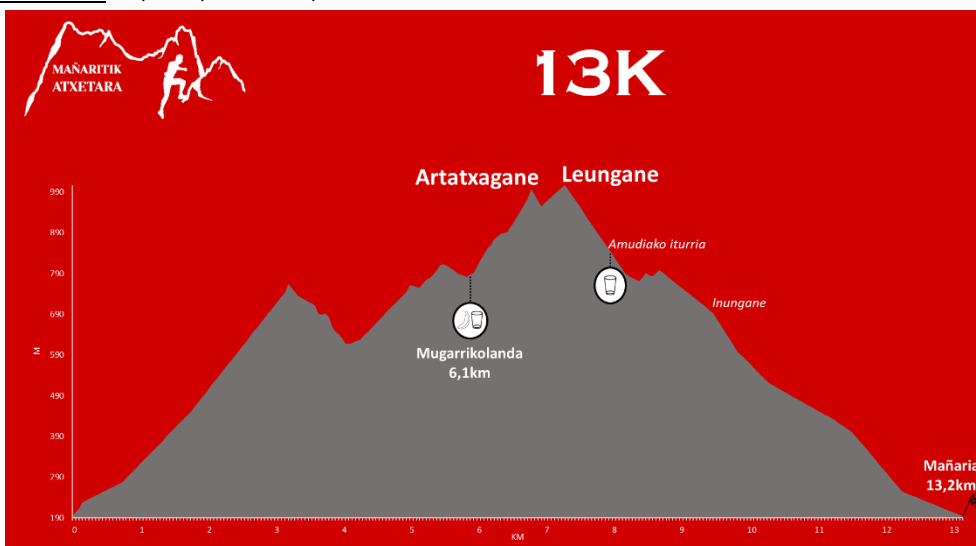 MAÑARITIK
ATXETARA
13K
Artatxagane
Leungane
Amudiako iturria
Inungane
Mugarrikolanda
6,1km
Mañaria
13,2km
990
890
790
690
590
490
390
290
190
M
0 1 2 3 4 5 6 7 8 9 10 11 12 13
KM